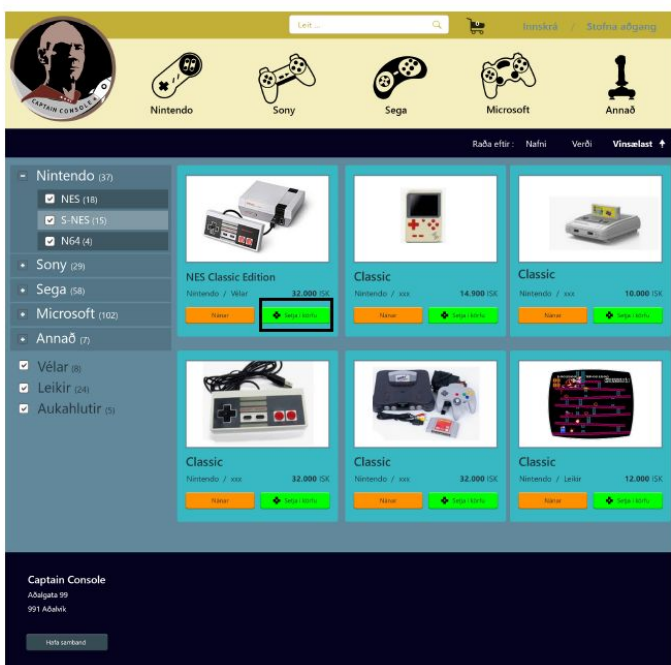 Leit ...
0
Innskrá / Stofna aðgang
CAPTAIN CONSOLE
Nintendo
Sony
Sega
Microsoft
Annað
Raða eftir : Nafni Verði Vinsælast
- Nintendo (37)
NES (18)
S-NES (15)
N64 (4)
+ Sony (29)
+ Sega (58)
+ Microsoft (102)
+ Annað (7)
Vélar (8)
Leikir (24)
Aukahlutir (5)
NES Classic Edition
Nintendo / Vélar 32.000 ISK
Nánar Setja í körfu
Classic
Nintendo / xxx 14.900 ISK
Nánar Setja í körfu
Classic
Nintendo / xxx 10.000 ISK
Nánar Setja í körfu
Classic
Nintendo / xxx 32.000 ISK
Nánar Setja í körfu
Classic
Nintendo / xxx 32.000 ISK
Nánar Setja í körfu
Classic
Nintendo / Leikir 12.000 ISK
Nánar Setja í körfu
Captain Console
Aðalgata 99
991 Aðalvík
Hafa samband